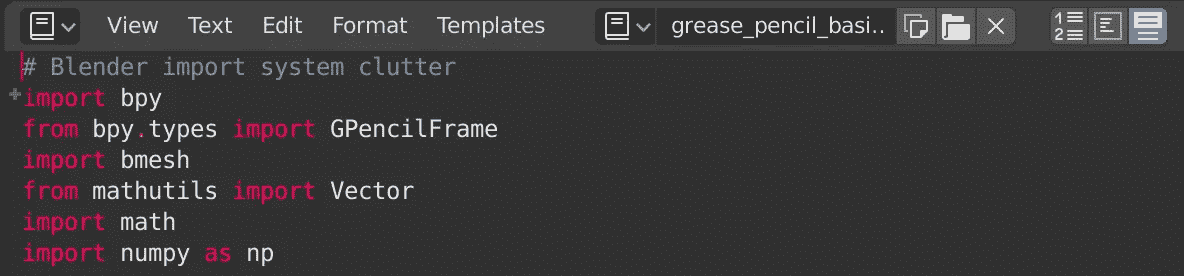 View Text Edit Format Templates grease_pencil_basi..
# Blender import system clutter
import bpy
from bpy.types import GPencilFrame
import bmesh
from mathutils import Vector
import math
import numpy as np